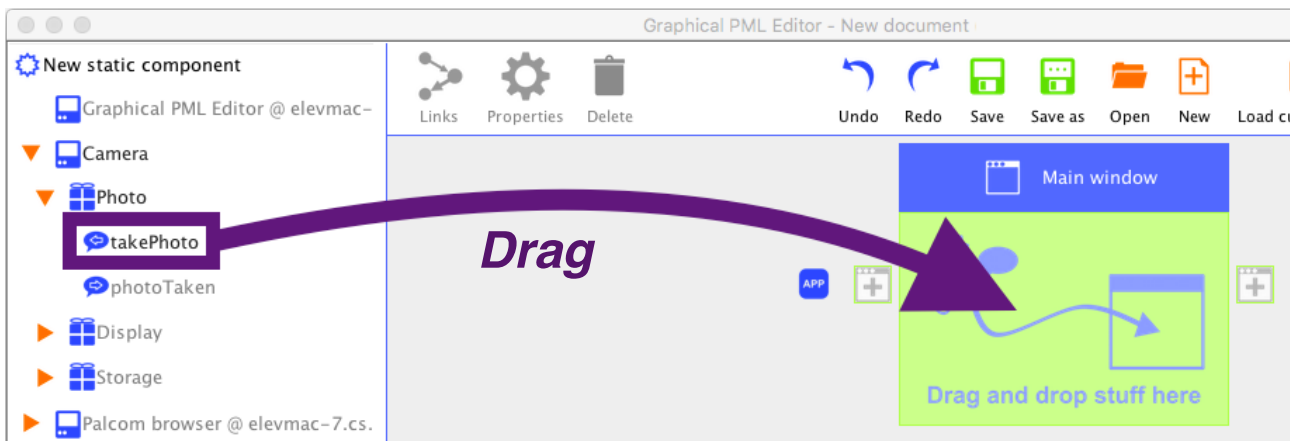 Graphical PML Editor - New document
New static component
Graphical PML Editor @ elevmac-
Camera
Photo
takePhoto
photoTaken
Display
Storage
Palcom browser @ elevmac-7.cs.
Links Properties Delete Undo Redo Save Save as Open New Load
Main window
Drag
APP
Drag and drop stuff here